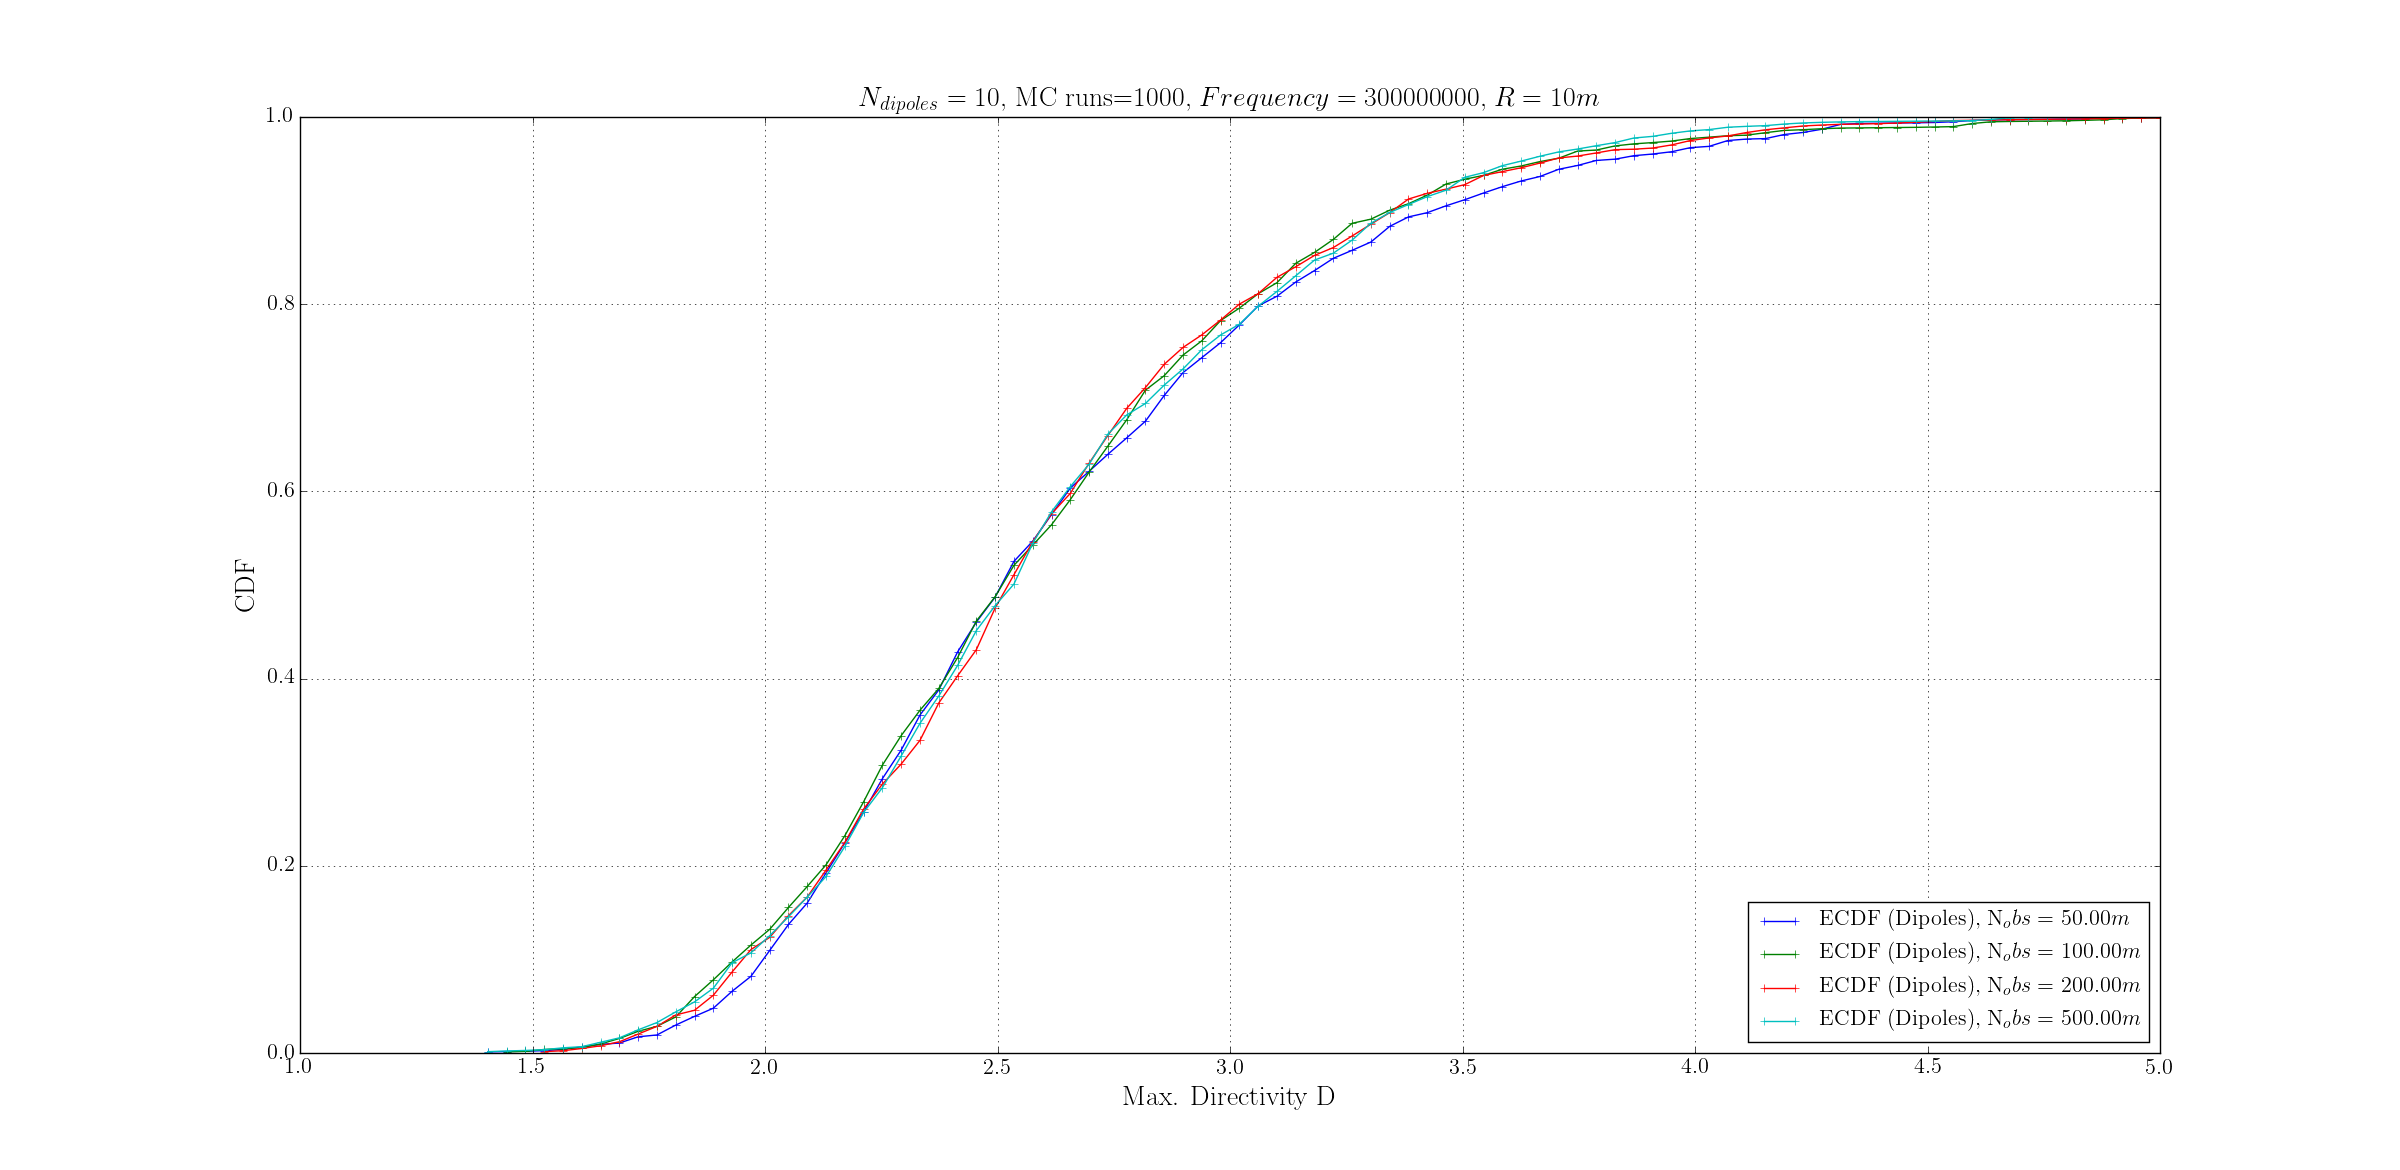 N_dipoles = 10, MC runs=1000, Frequency = 300000000, R = 10m
1.0
0.8
0.6
0.4
0.2
0.0
CDF
ECDF (Dipoles), N_obs = 50.00m
ECDF (Dipoles), N_obs = 100.00m
ECDF (Dipoles), N_obs = 200.00m
ECDF (Dipoles), N_obs = 500.00m
1.0 1.5 2.0 2.5 3.0 3.5 4.0 4.5 5.0
Max. Directivity D